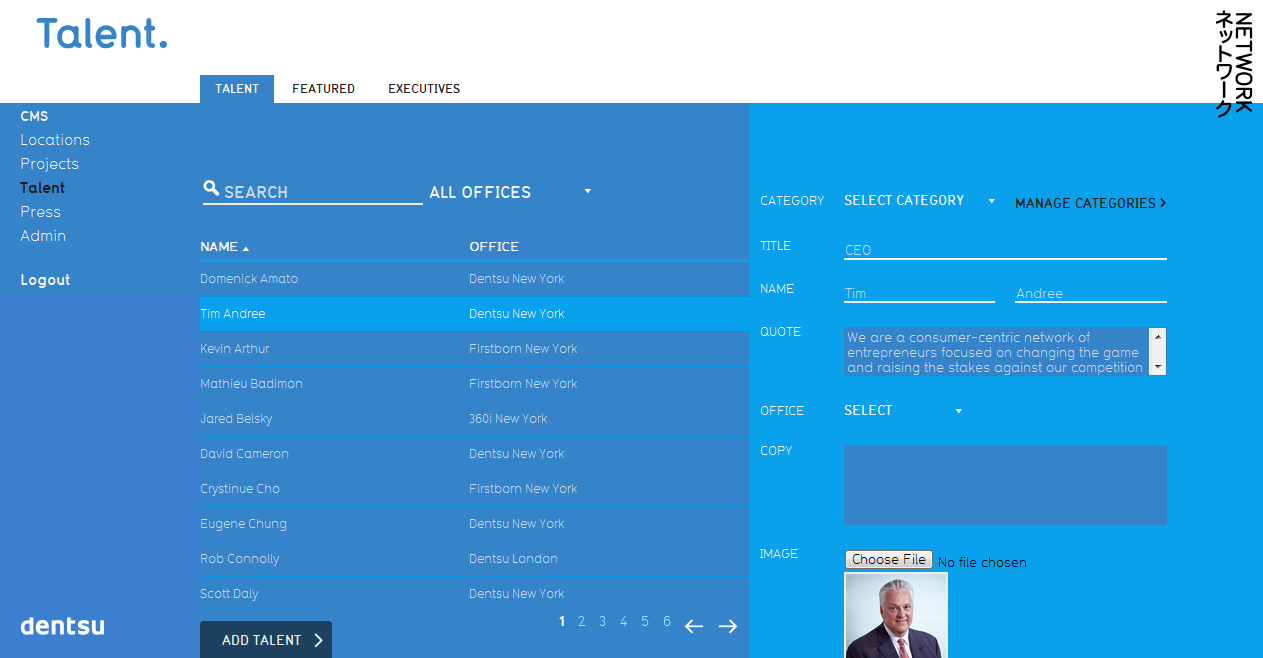 Talent.
NETWORK
ネットワーク
TALENT FEATURED EXECUTIVES
CMS
Locations
Projects
Talent
Press
Admin
Logout
dentsu
SEARCH ALL OFFICES
NAME OFFICE
Domenick Amato Dentsu New York
Tim Andree Dentsu New York
Kevin Arthur Firstborn New York
Mathieu Badimon Firstborn New York
Jared Belsky 360i New York
David Cameron Dentsu New York
Crystinue Cho Firstborn New York
Eugene Chung Dentsu New York
Rob Connolly Dentsu London
Scott Daly Dentsu New York
1 2 3 4 5 6
ADD TALENT
CATEGORY SELECT CATEGORY MANAGE CATEGORIES
TITLE CEO
NAME Tim Andree
QUOTE We are a consumer-centric network of
entrepreneurs focused on changing the game
and raising the stakes against our competition
OFFICE SELECT
COPY
IMAGE Choose File No file chosen